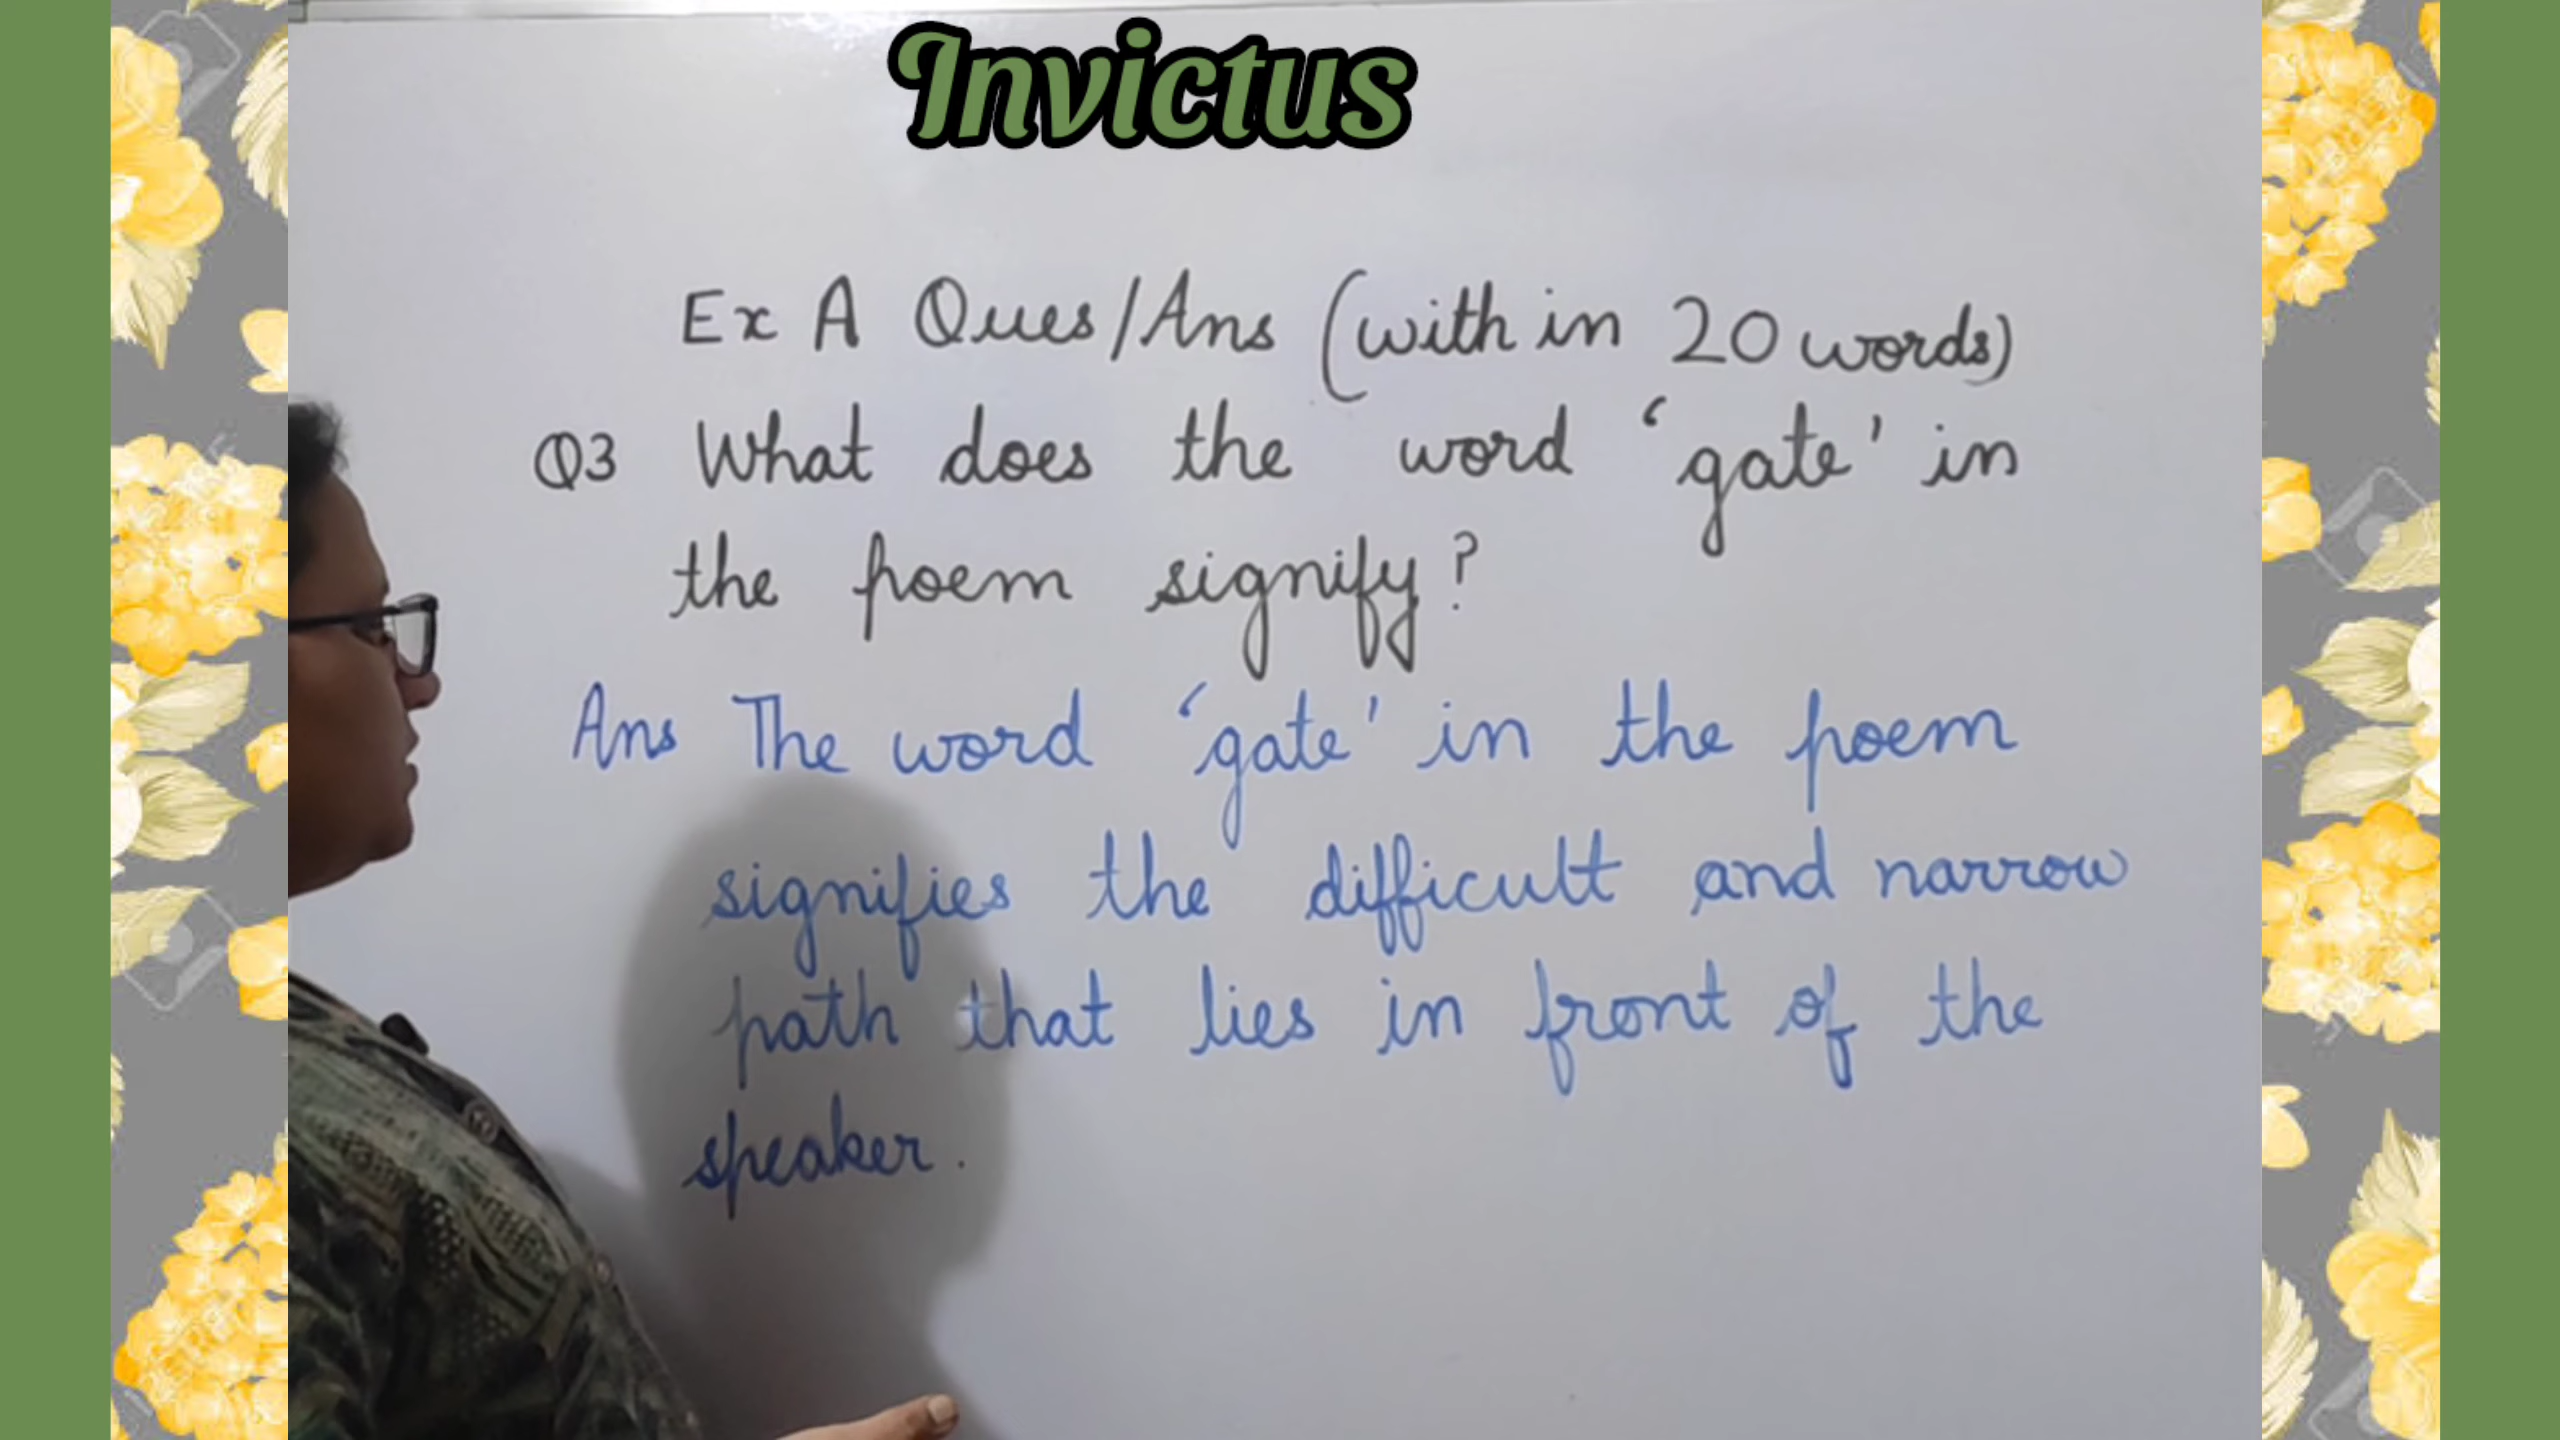 Invictus
Ex A Ques/Ans (with in 20 words)
Q3 What does the word 'gate' in
the poem signify?
Ans The word 'gate' in the poem
signifies the difficult and narrow
path that lies in front of the
speaker.